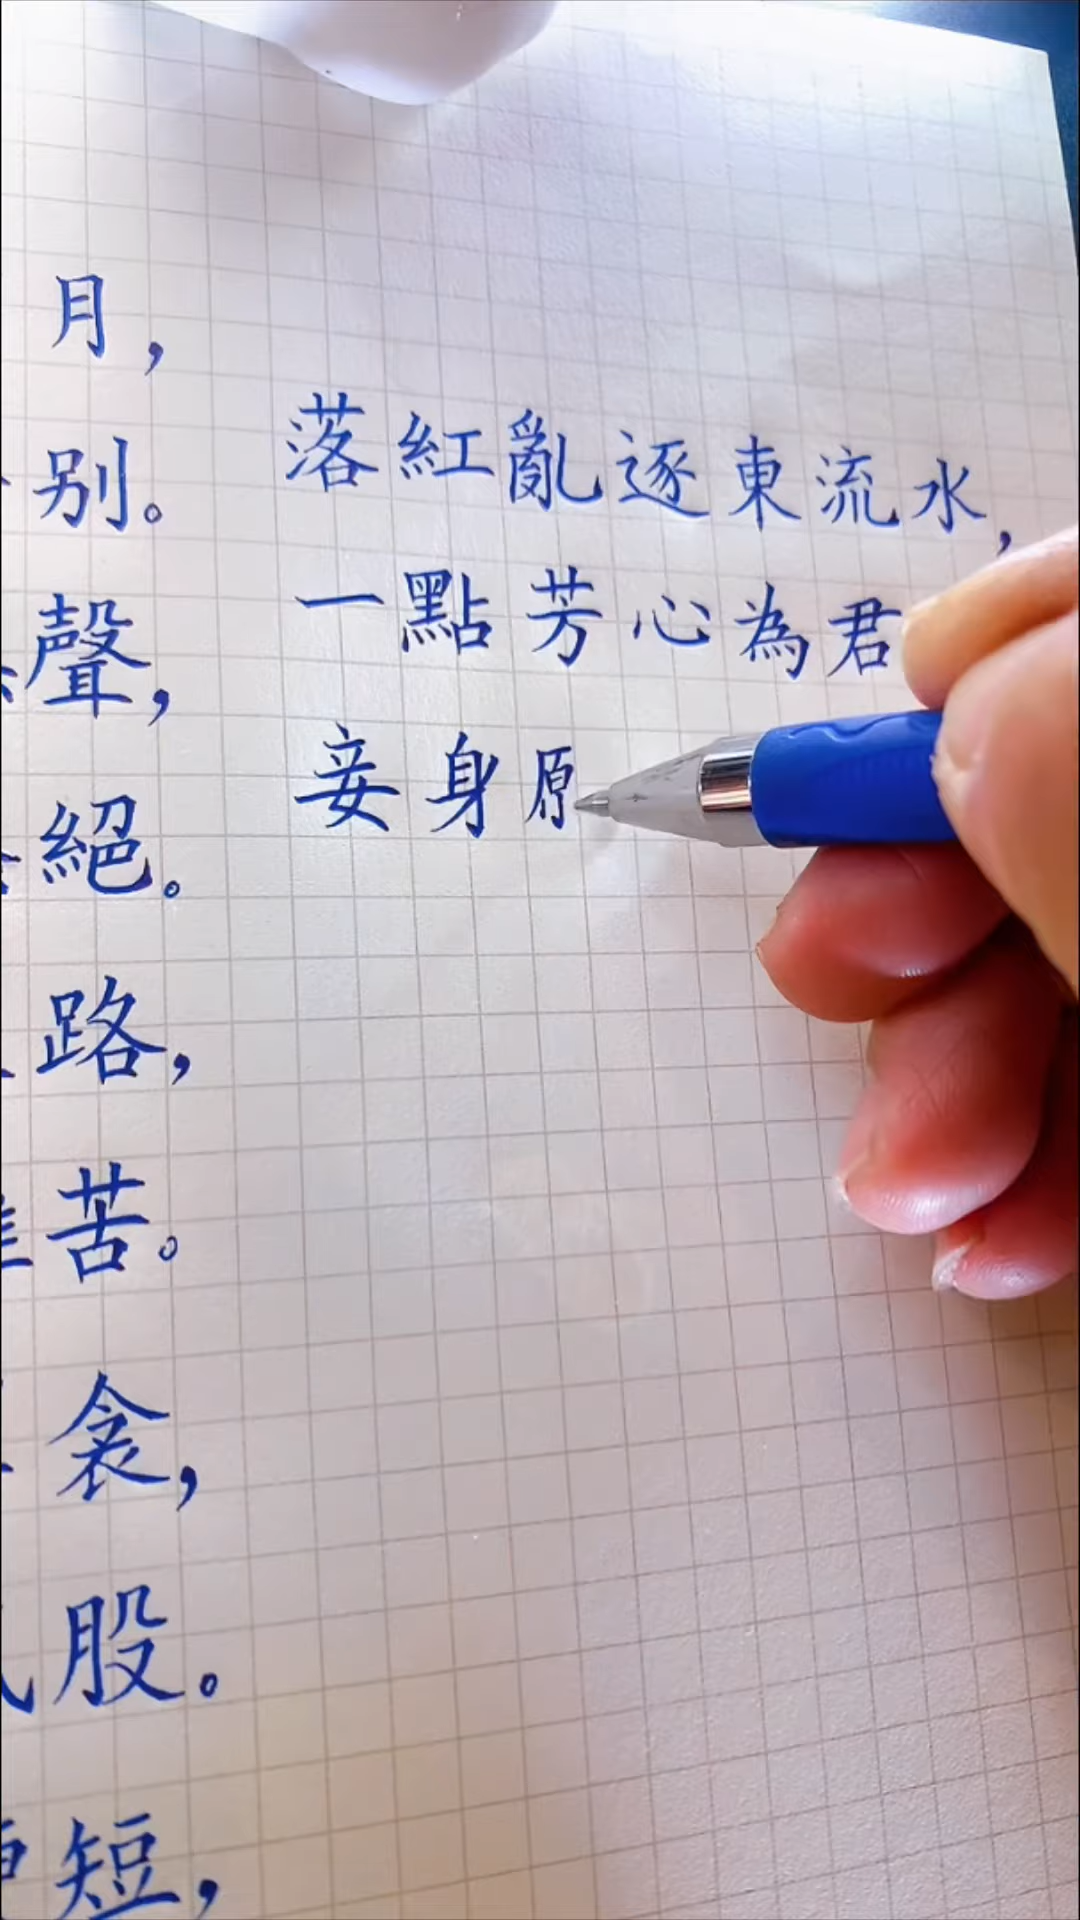 月，
别。
聲，
絕。
路，
苦。
衾，
股。
短，
落紅亂逐東流水，
一點芳心為君
妾身原